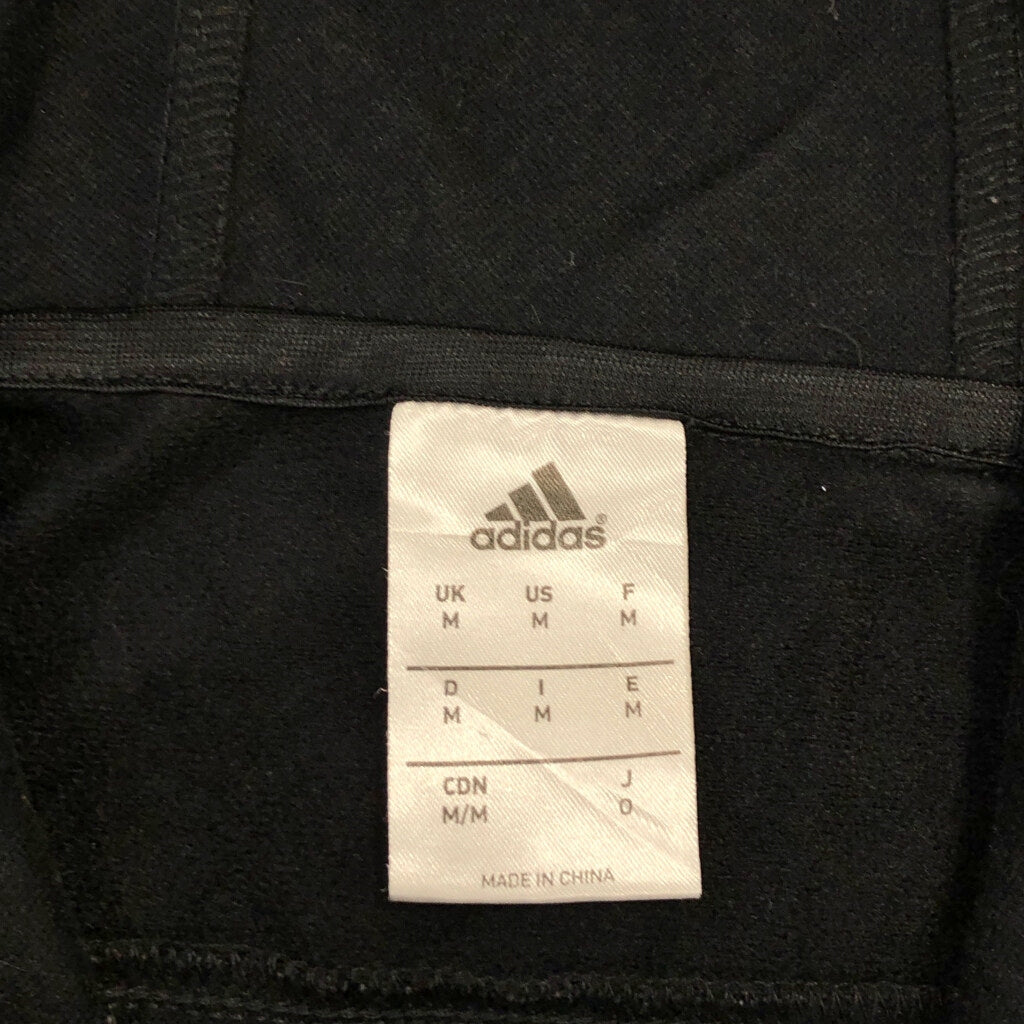 adidas®
UK US F
M M M
D I E
M M M
CDN J
M/M O
MADE IN CHINA